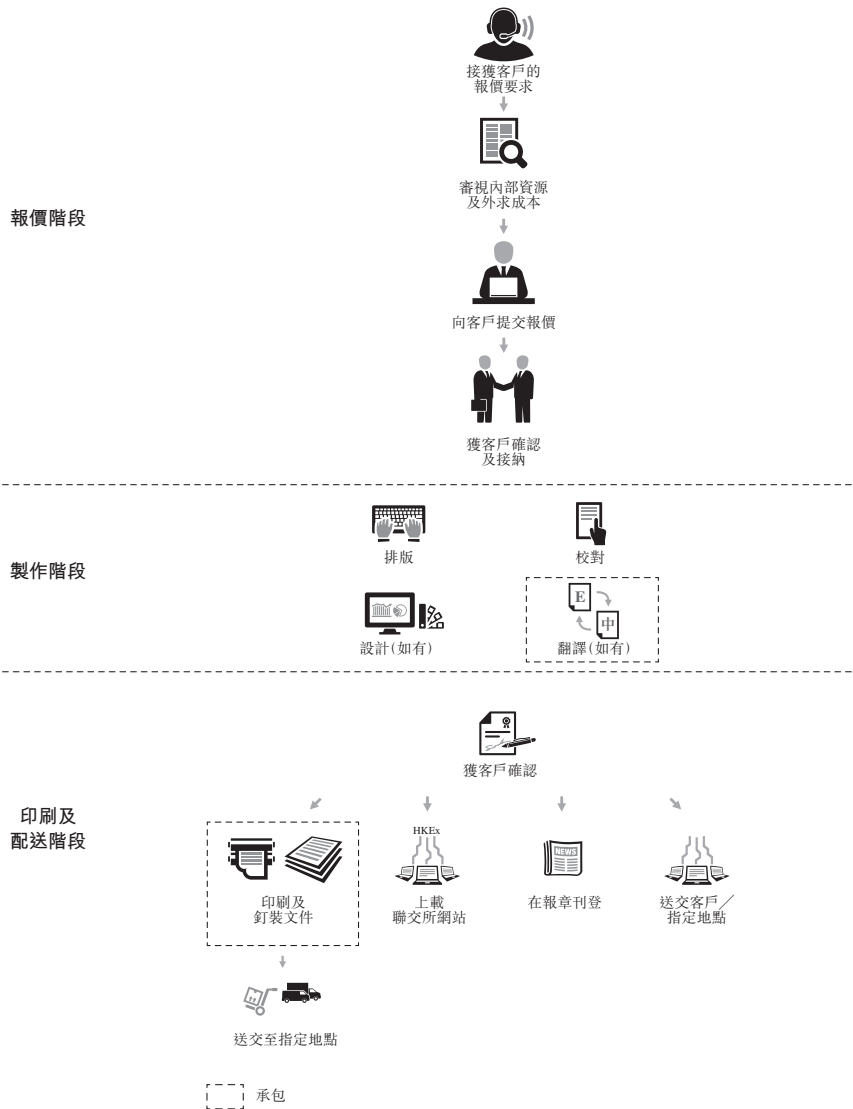 接獲客戶的
報價要求
審視內部資源
及外求成本
報價階段
向客戶提交報價
獲客戶確認
及接納
排版
校對
製作階段
E
中
設計(如有)
翻譯(如有)
獲客戶確認
印刷及
配送階段
HKEx
NEWS
印刷及
釘裝文件
上載
聯交所網站
在報章刊登
送交客戶／
指定地點
送交至指定地點
承包